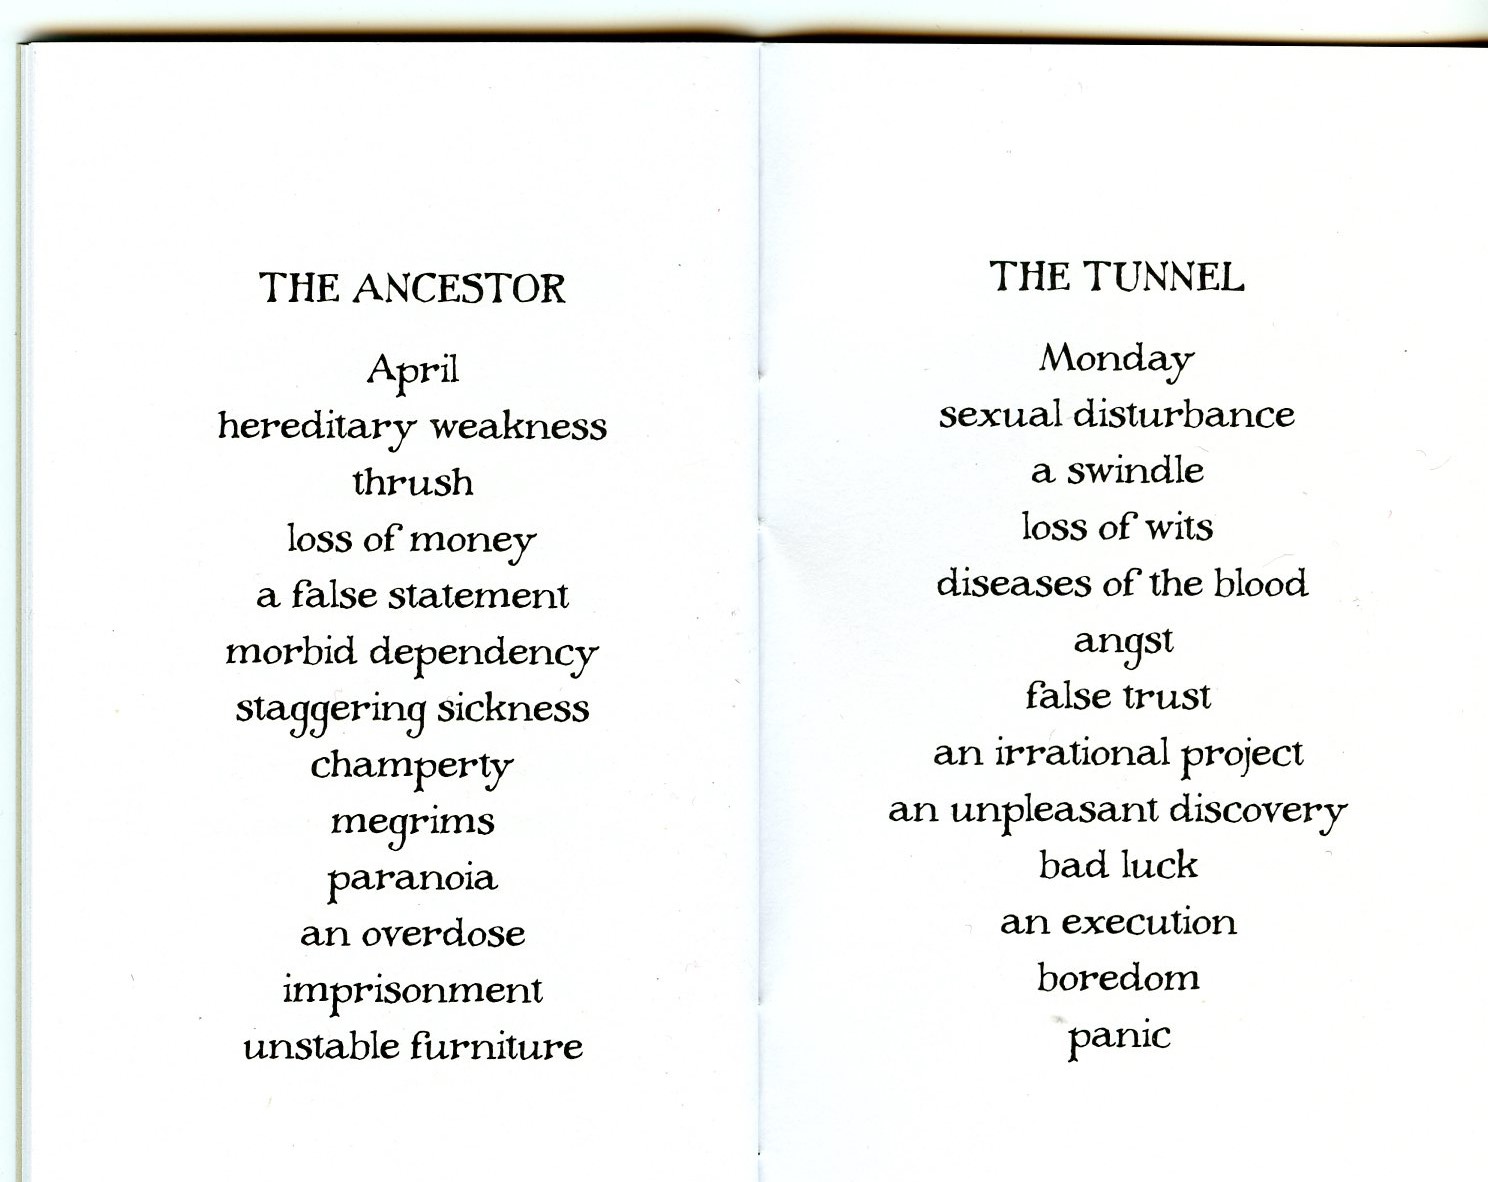 THE ANCESTOR
April
hereditary weakness
thrush
loss of money
a false statement
morbid dependency
staggering sickness
champerty
megrims
paranoia
an overdose
imprisonment
unstable furniture
THE TUNNEL
Monday
sexual disturbance
a swindle
loss of wits
diseases of the blood
angst
false trust
an irrational project
an unpleasant discovery
bad luck
an execution
boredom
panic